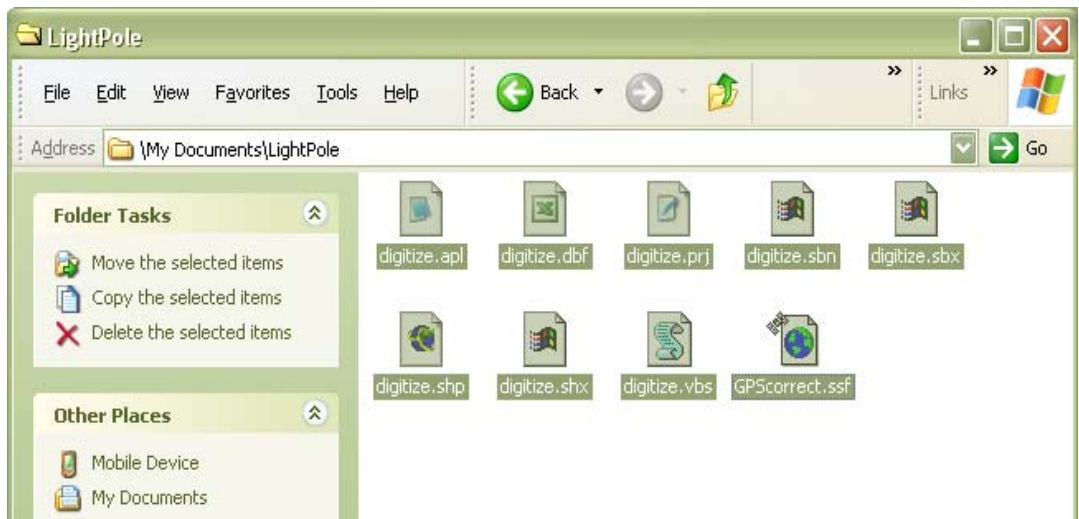 LightPole
File Edit View Favorites Tools Help Back » Links »
Address \My Documents\LightPole Go
Folder Tasks
Move the selected items
Copy the selected items
Delete the selected items
Other Places
Mobile Device
My Documents
digitize.apl digitize.dbf digitize.prj digitize.sbn digitize.sbx
digitize.shp digitize.shx digitize.vbs GPScorrect.ssf